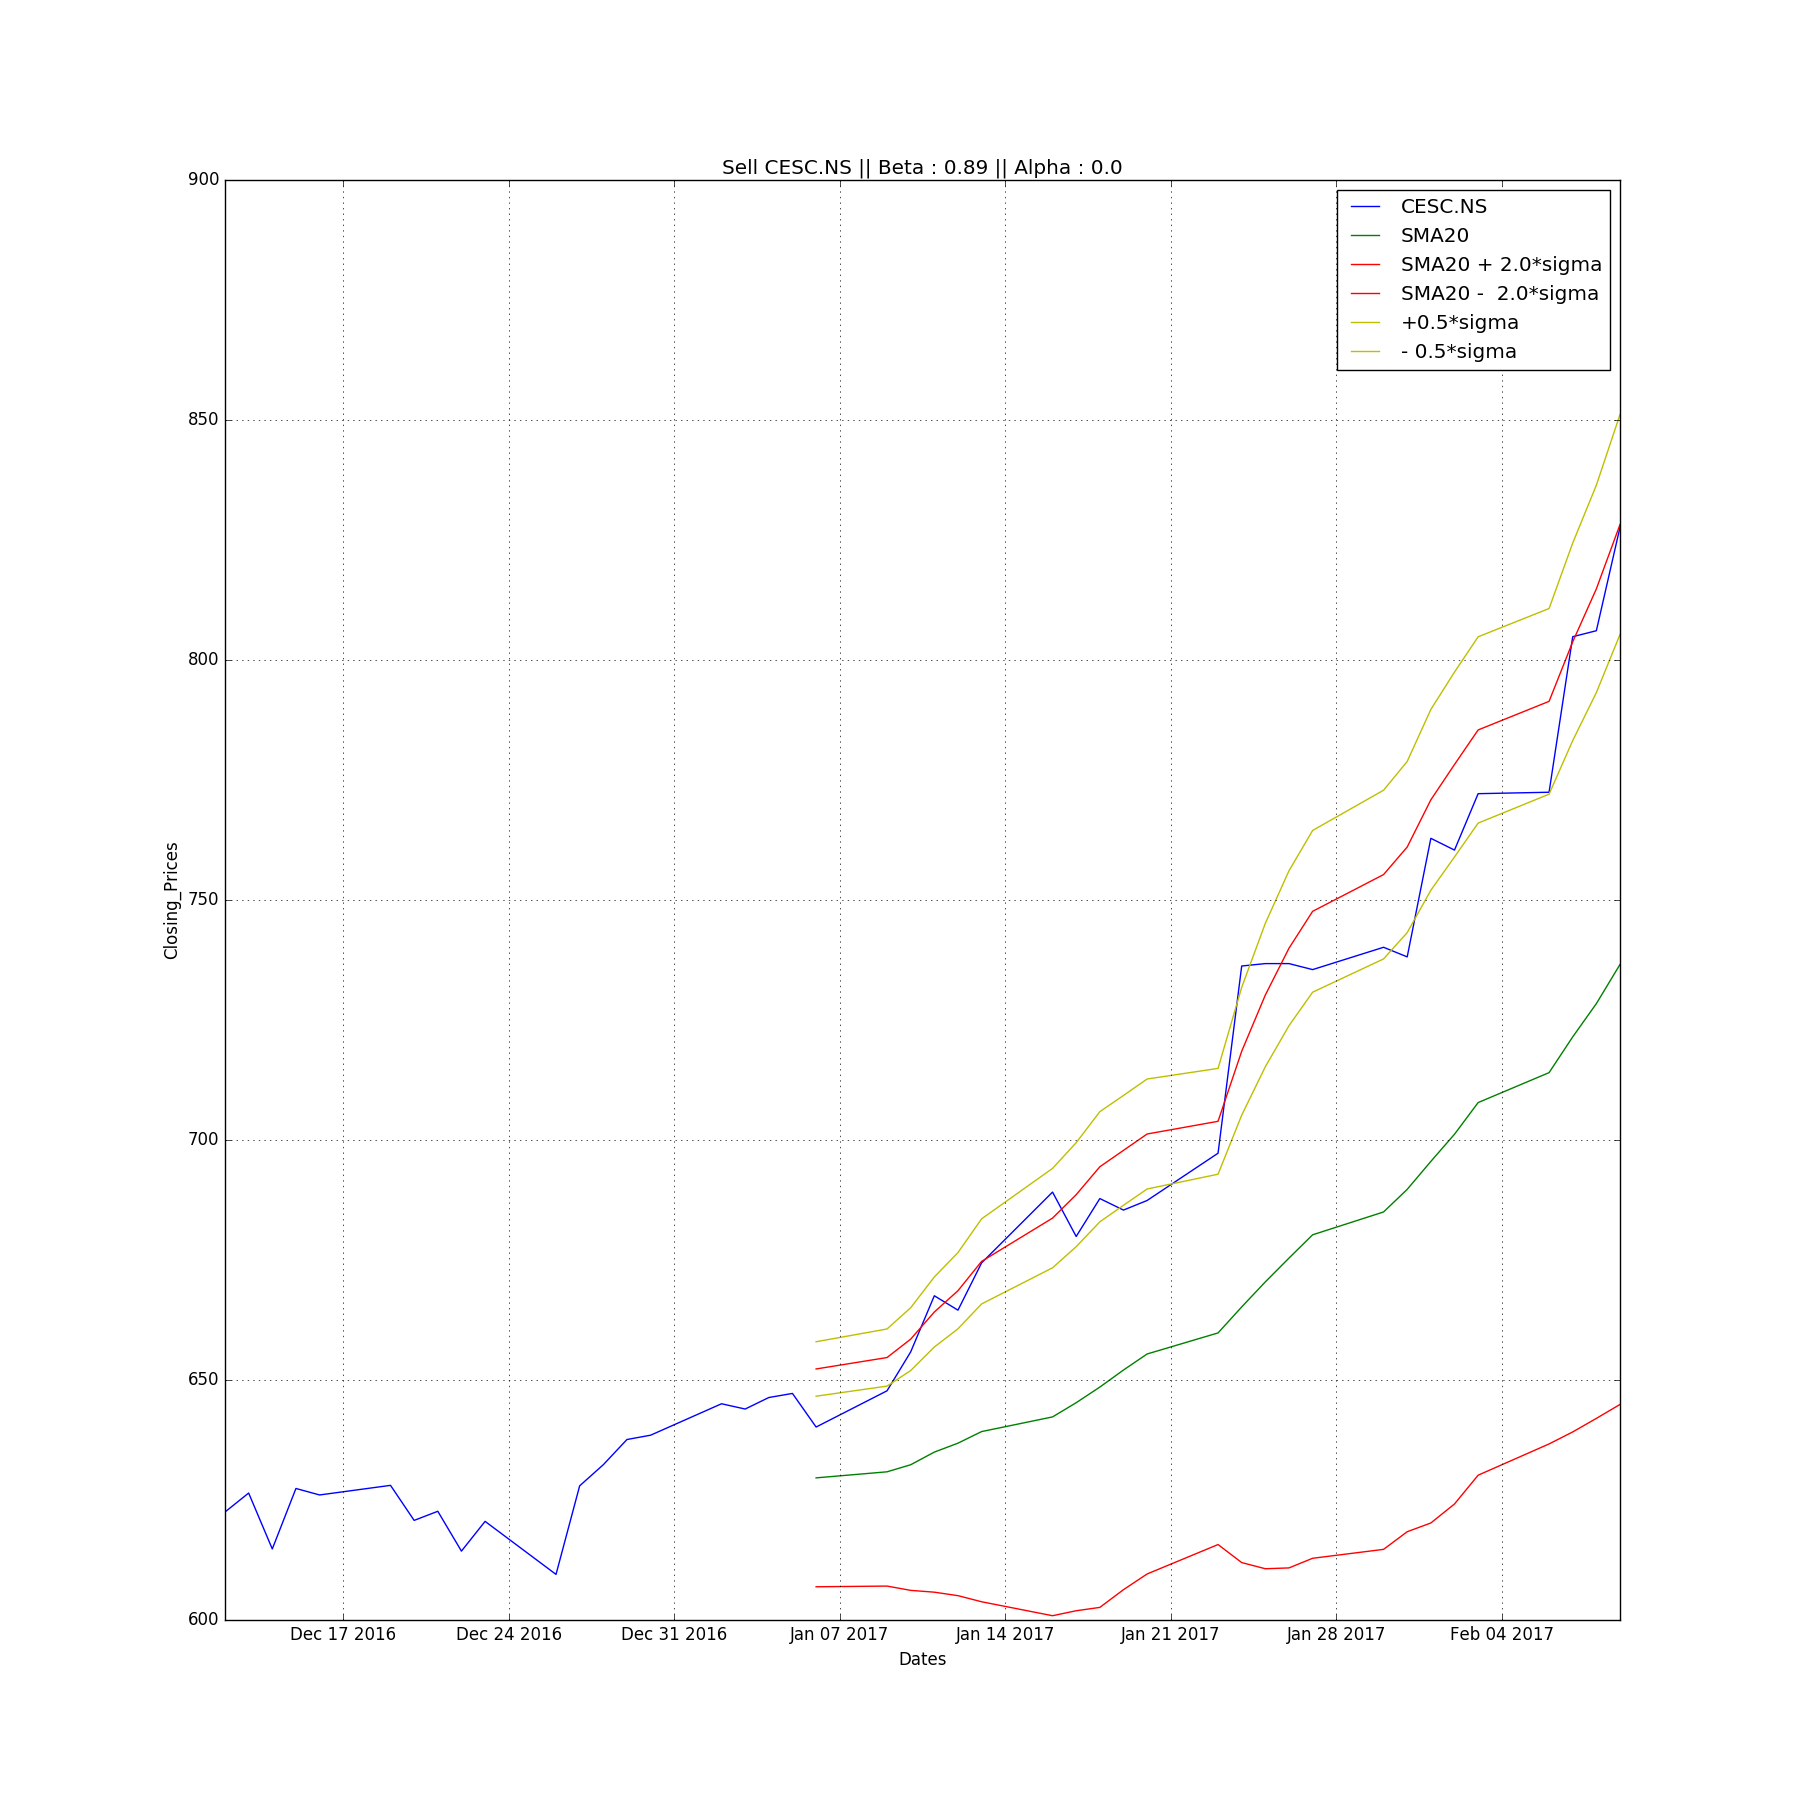 Sell CESC.NS || Beta : 0.89 || Alpha : 0.0
CESC.NS
SMA20
SMA20 + 2.0*sigma
SMA20 -  2.0*sigma
+0.5*sigma
- 0.5*sigma
Closing_Prices
900
850
800
750
700
650
600
Dec 17 2016 Dec 24 2016 Dec 31 2016 Jan 07 2017 Jan 14 2017 Jan 21 2017 Jan 28 2017 Feb 04 2017
Dates